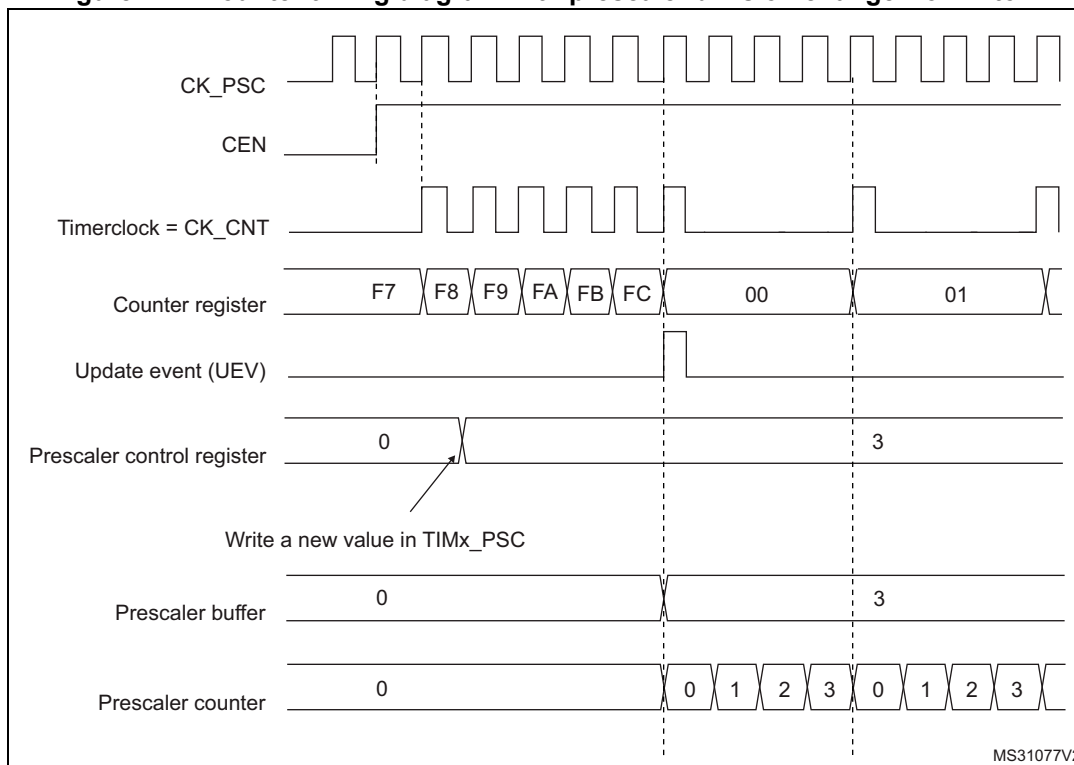 CK_PSC
CEN
Timerclock = CK_CNT
Counter register
F7 F8 F9 FA FB FC 00 01
Update event (UEV)
Prescaler control register
0 3
Write a new value in TIMx_PSC
Prescaler buffer
0 3
Prescaler counter
0 0 1 2 3 0 1 2 3
MS31077V2